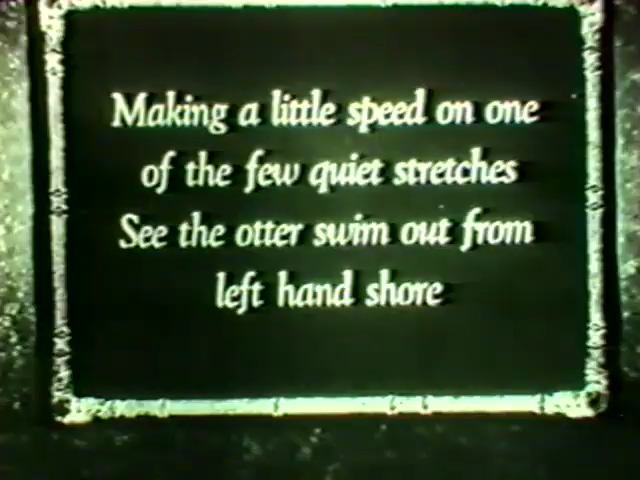 Making a little speed on one
of the few quiet stretches
See the otter swim out from
left hand shore